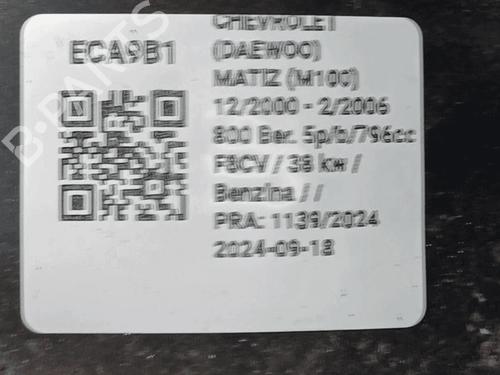 ECA9B1
CHEVROLET
(DAEWOO)
MATIZ (M100)
12/2000 - 2/2006
800 Ber. 5p/b/796cc
F8CV / 38 kw /
Benzina / /
PRA: 1139/2024
2024-09-18
B-PARTS